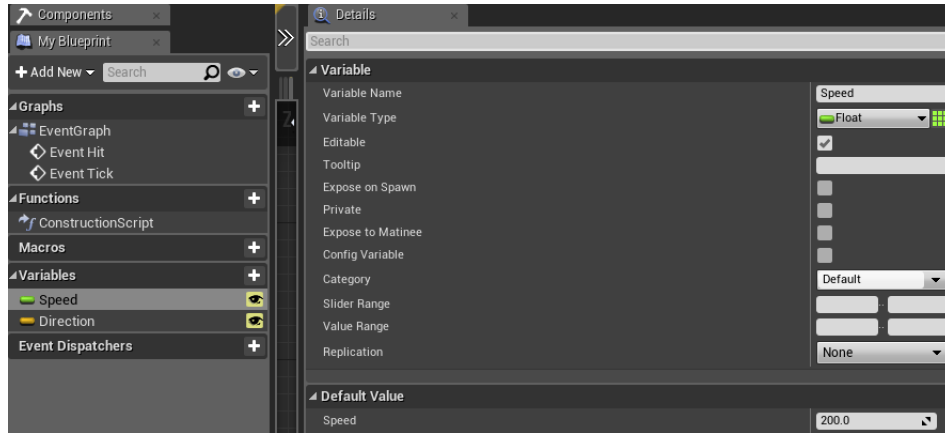 Components
My Blueprint
Add New Search
Graphs
EventGraph
Event Hit
Event Tick
Functions
f ConstructionScript
Macros
Variables
Speed
Direction
Event Dispatchers
Details
Search
Variable
Variable Name Speed
Variable Type Float
Editable
Tooltip
Expose on Spawn
Private
Expose to Matinee
Config Variable
Category Default
Slider Range
Value Range
Replication None
Default Value
Speed 200.0